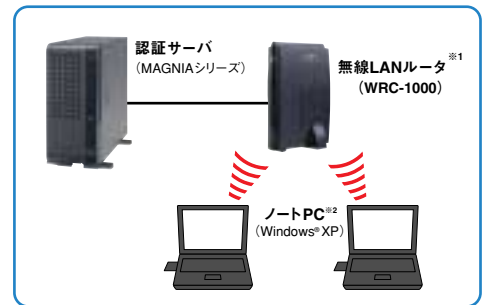 認証サーバ
（MAGNIAシリーズ）
無線LANルータ※1
（WRC-1000）
ノートPC※2
（Windows® XP）